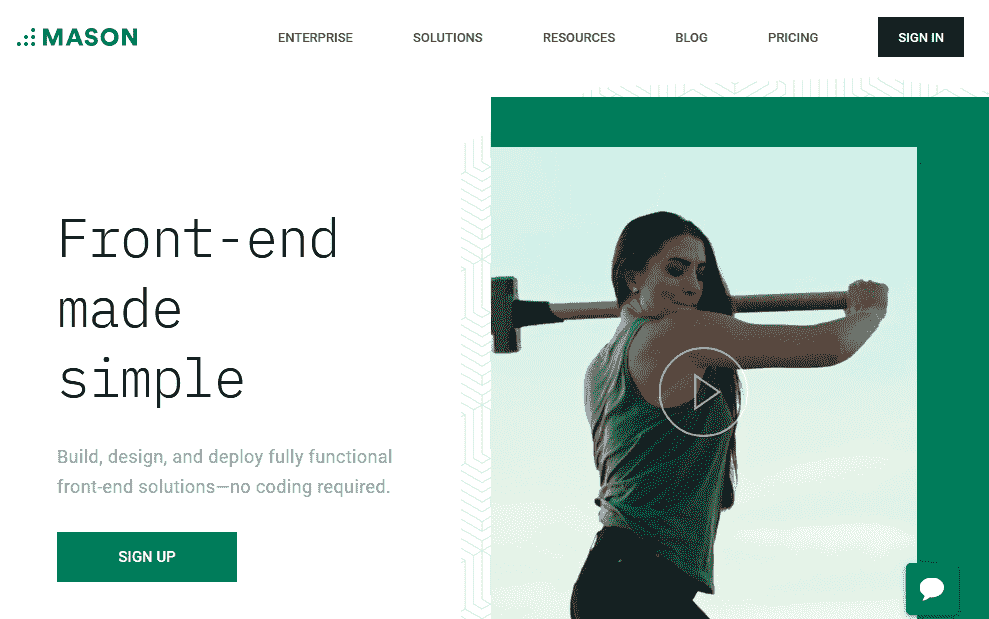 MASON
ENTERPRISE
SOLUTIONS
RESOURCES
BLOG
PRICING
SIGN IN
Front-end
made
simple
Build, design, and deploy fully functional
front-end solutions—no coding required.
SIGN UP